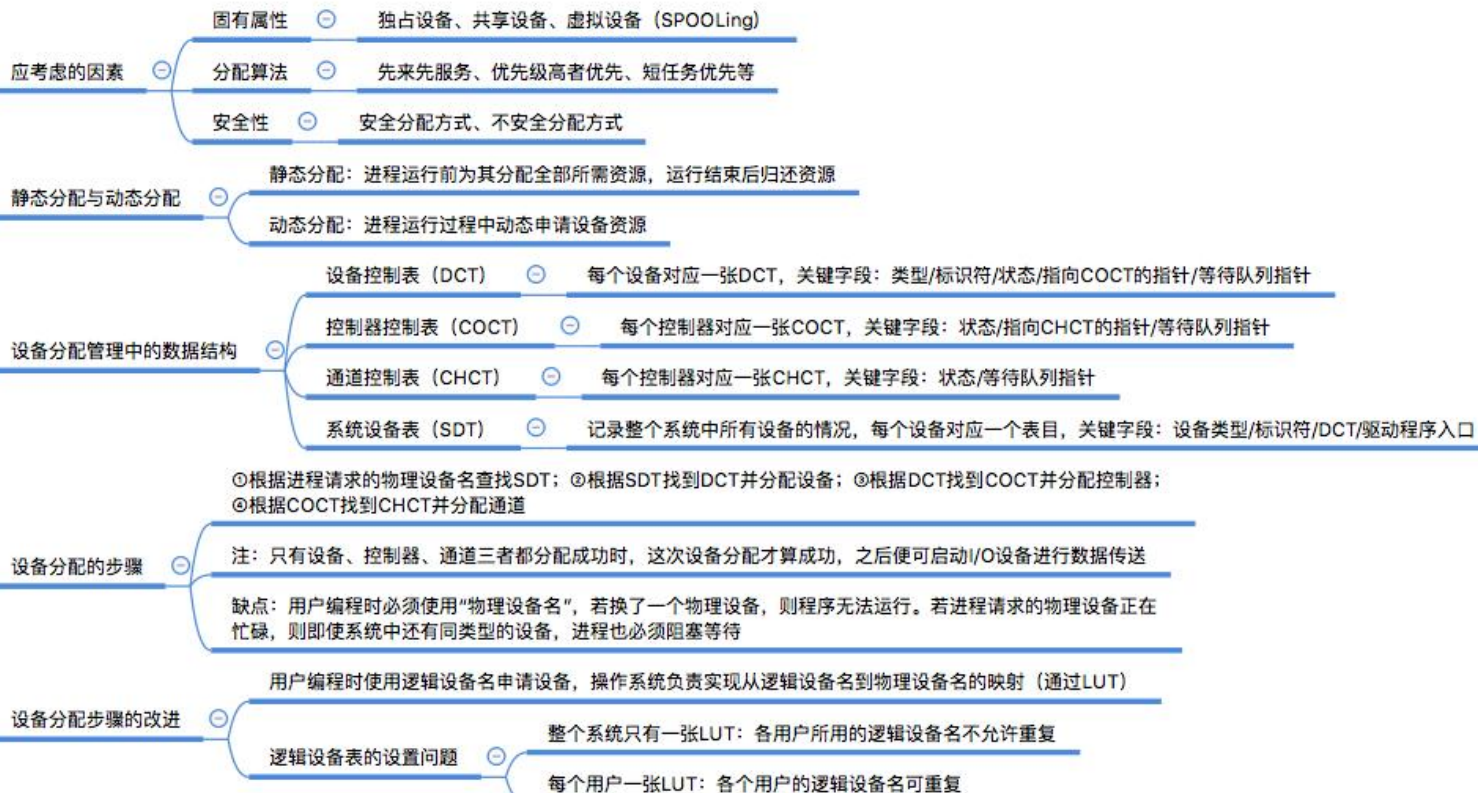 固有属性
独占设备、共享设备、虚拟设备（SPOOLing）
应考虑的因素
分配算法
先来先服务、优先级高者优先、短任务优先等
安全性
安全分配方式、不安全分配方式
静态分配与动态分配
静态分配：进程运行前为其分配全部所需资源，运行结束后归还资源
动态分配：进程运行过程中动态申请设备资源
设备分配管理中的数据结构
设备控制表（DCT）
每个设备对应一张DCT，关键字段：类型/标识符/状态/指向COCT的指针/等待队列指针
控制器控制表（COCT）
每个控制器对应一张COCT，关键字段：状态/指向CHCT的指针/等待队列指针
通道控制表（CHCT）
每个控制器对应一张CHCT，关键字段：状态/等待队列指针
系统设备表（SDT）
记录整个系统中所有设备的情况，每个设备对应一个表目，关键字段：设备类型/标识符/DCT/驱动程序入口
设备分配的步骤
①根据进程请求的物理设备名查找SDT；②根据SDT找到DCT并分配设备；③根据DCT找到COCT并分配控制器；
④根据COCT找到CHCT并分配通道
注：只有设备、控制器、通道三者都分配成功时，这次设备分配才算成功，之后便可启动I/O设备进行数据传送
缺点：用户编程时必须使用“物理设备名”，若换了一个物理设备，则程序无法运行。若进程请求的物理设备正在
忙碌，则即使系统中还有同类型的设备，进程也必须阻塞等待
设备分配步骤的改进
用户编程时使用逻辑设备名申请设备，操作系统负责实现从逻辑设备名到物理设备名的映射（通过LUT）
逻辑设备表的设置问题
整个系统只有一张LUT：各用户所用的逻辑设备名不允许重复
每个用户一张LUT：各个用户的逻辑设备名可重复